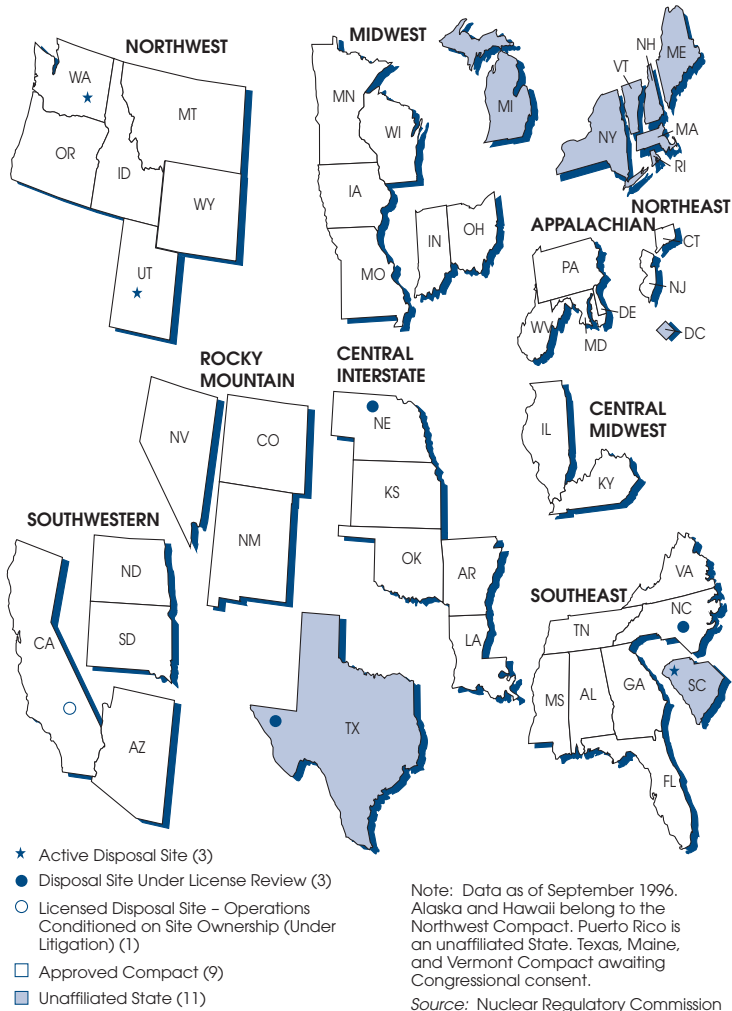 NORTHWEST
WA
MT
OR
ID
WY
UT
MIDWEST
MN
WI
MI
IA
IN
OH
MO
NH
ME
VT
NY
MA
RI
NORTHEAST
CT
NJ
DC
APPALACHIAN
PA
WV
MD
DE
ROCKY
MOUNTAIN
NV
CO
NM
CENTRAL
INTERSTATE
NE
KS
OK
AR
LA
CENTRAL
MIDWEST
IL
KY
SOUTHWESTERN
ND
SD
CA
AZ
TX
SOUTHEAST
VA
NC
TN
SC
MS
AL
GA
FL
Active Disposal Site (3)
Disposal Site Under License Review (3)
Licensed Disposal Site – Operations
Conditioned on Site Ownership (Under
Litigation) (1)
Approved Compact (9)
Unaffiliated State (11)
Note: Data as of September 1996.
Alaska and Hawaii belong to the
Northwest Compact. Puerto Rico is
an unaffiliated State. Texas, Maine,
and Vermont Compact awaiting
Congressional consent.
Source: Nuclear Regulatory Commission